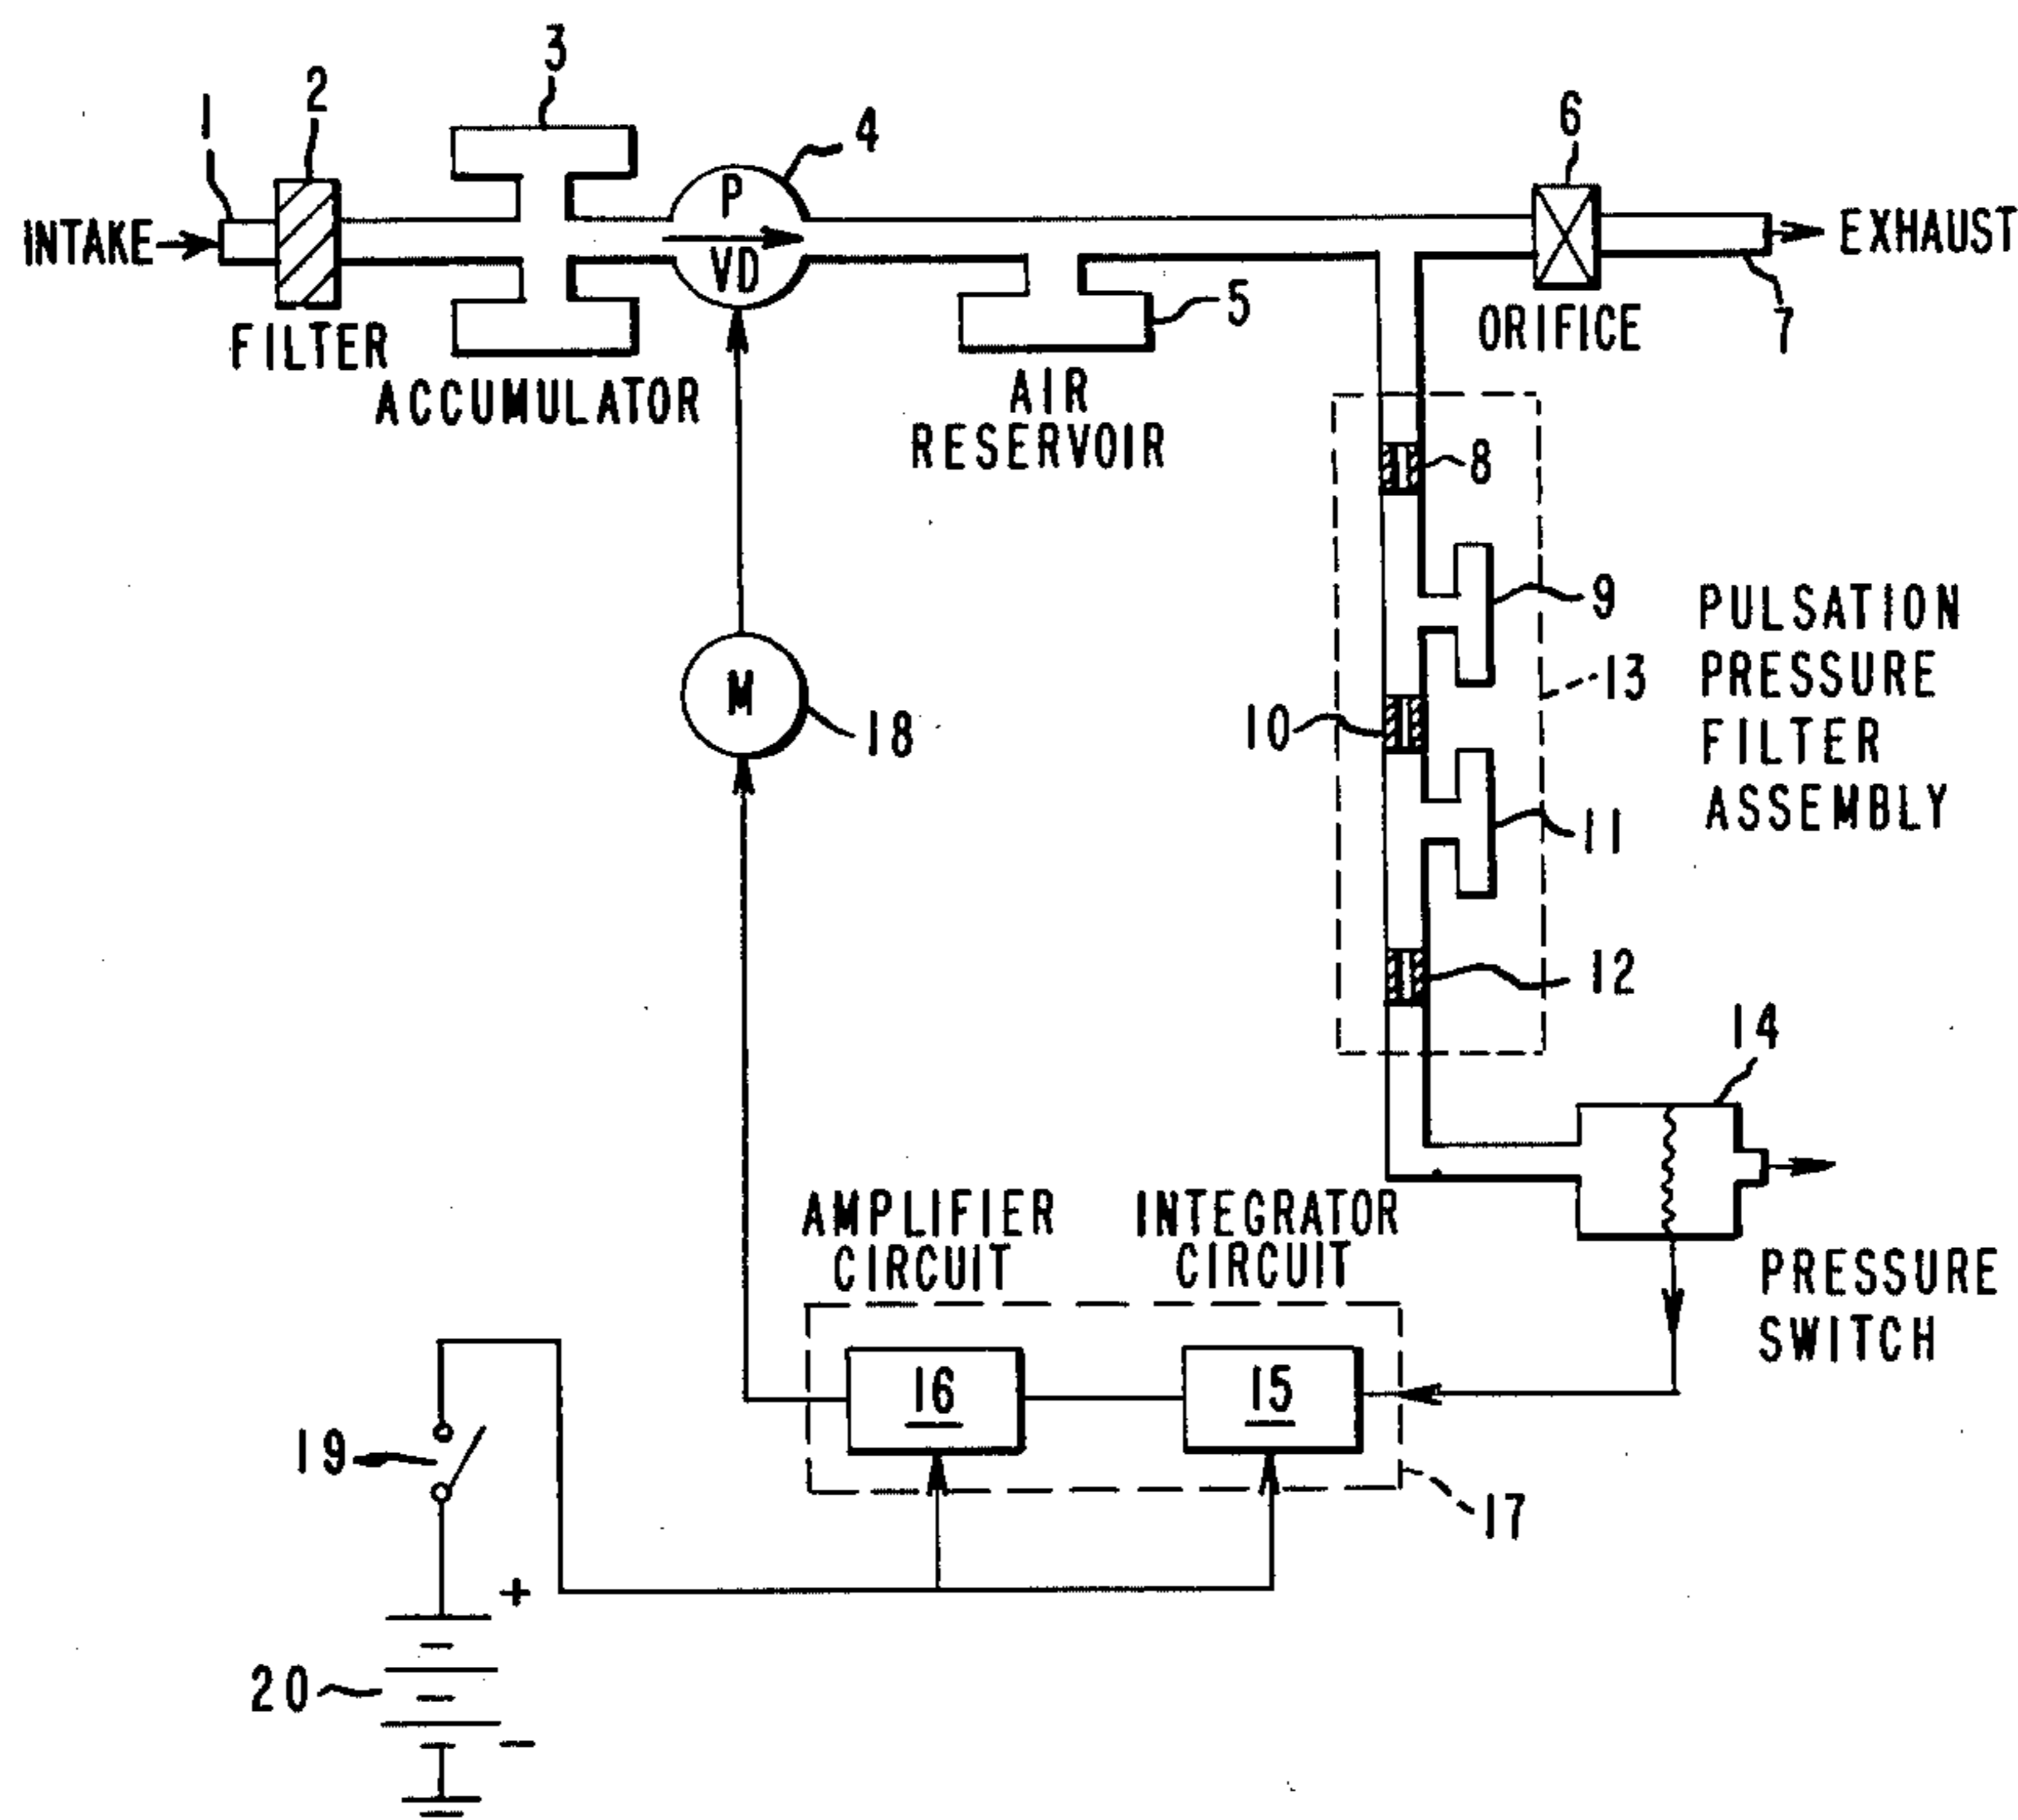 3
2
1
4
6
P
INTAKE
EXHAUST
VD
5
7
FILTER
ORIFICE
ACCUMULATOR
AIR
RESERVOIR
8
9
PULSATION
PRESSURE
FILTER
ASSEMBLY
13
M
18
10
11
12
14
AMPLIFIER
CIRCUIT
INTEGRATOR
CIRCUIT
PRESSURE
SWITCH
16
15
19
17
+
20
−